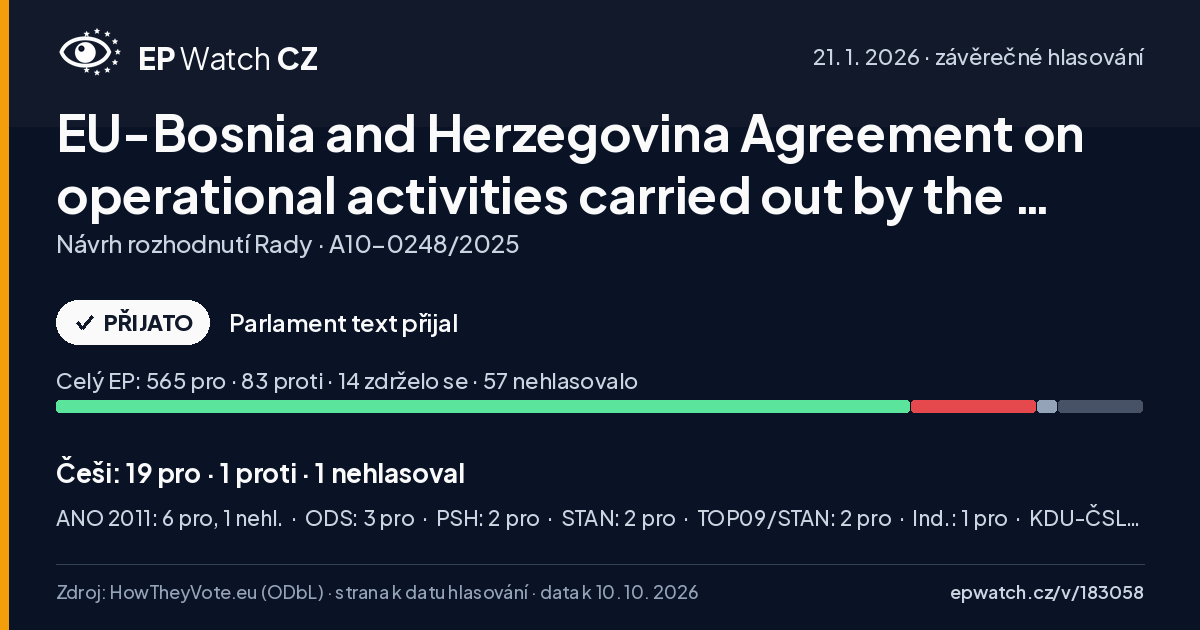 EP Watch CZ
21. 1. 2026 · závěrečné hlasování
EU-Bosnia and Herzegovina Agreement on
operational activities carried out by the …
Návrh rozhodnutí Rady · A10-0248/2025
✓ PŘIJATO Parlament text přijal
Celý EP: 565 pro · 83 proti · 14 zdrželo se · 57 nehlasovalo
Češi: 19 pro · 1 proti · 1 nehlasoval
ANO 2011: 6 pro, 1 nehl. · ODS: 3 pro · PSH: 2 pro · STAN: 2 pro · TOP09/STAN: 2 pro · Ind.: 1 pro · KDU-ČSL…
Zdroj: HowTheyVote.eu (ODbL) · strana k datu hlasování · data k 10. 10. 2026
epwatch.cz/v/183058